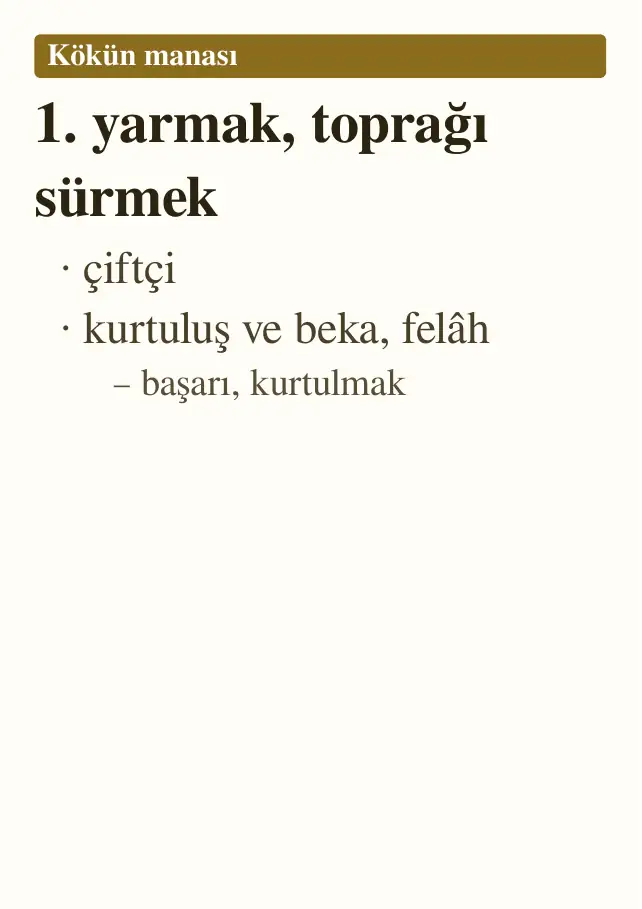 Kökün manası
1. yarmak, toprağı
sürmek
· çiftçi
· kurtuluş ve beka, felâh
– başarı, kurtulmak